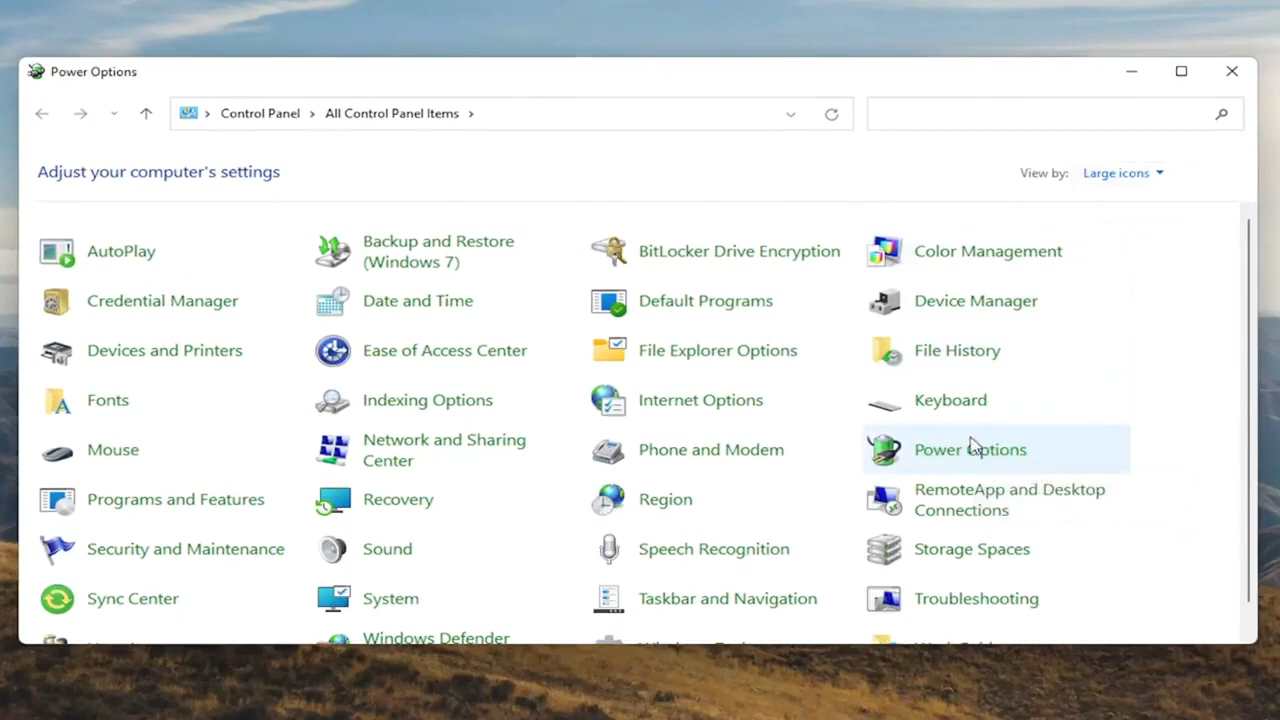 Power Options
Control Panel > All Control Panel Items >
Adjust your computer's settings
View by: Large icons
AutoPlay
Backup and Restore
(Windows 7)
BitLocker Drive Encryption
Color Management
Credential Manager
Date and Time
Default Programs
Device Manager
Devices and Printers
Ease of Access Center
File Explorer Options
File History
Fonts
Indexing Options
Internet Options
Keyboard
Mouse
Network and Sharing
Center
Phone and Modem
Power Options
Programs and Features
Recovery
Region
RemoteApp and Desktop
Connections
Security and Maintenance
Sound
Speech Recognition
Storage Spaces
Sync Center
System
Taskbar and Navigation
Troubleshooting
Windows Defender